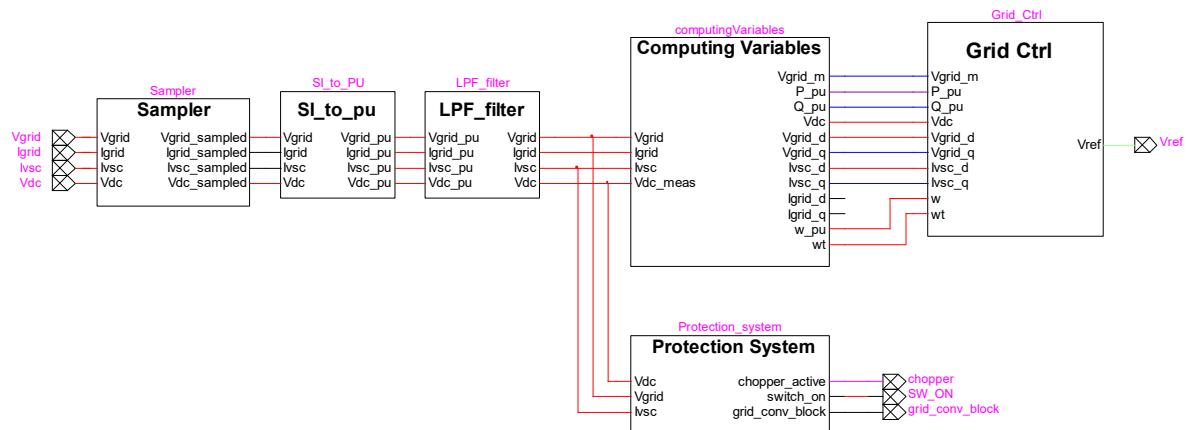 Sampler
Sampler
Vgrid
Igrid
Ivsc
Vdc
Vgrid
Igrid
Ivsc
Vdc
Vgrid_sampled
Igrid_sampled
Ivsc_sampled
Vdc_sampled
SI_to_PU
SI_to_pu
Vgrid
Igrid
Ivsc
Vdc
Vgrid_pu
Igrid_pu
Ivsc_pu
Vdc_pu
LPF_filter
LPF_filter
Vgrid_pu
Igrid_pu
Ivsc_pu
Vdc_pu
Vgrid
Igrid
Ivsc
Vdc
computingVariables
Computing Variables
Vgrid
Igrid
Ivsc
Vdc_meas
Vgrid_m
P_pu
Q_pu
Vdc
Vgrid_d
Vgrid_q
Ivsc_d
Ivsc_q
Igrid_d
Igrid_q
w_pu
wt
Grid_Ctrl
Grid Ctrl
Vgrid_m
P_pu
Q_pu
Vdc
Vgrid_d
Vgrid_q
Ivsc_d
Ivsc_q
w
wt
Vref
Vref
Protection_system
Protection System
Vdc
Vgrid
Ivsc
chopper_active
switch_on
grid_conv_block
chopper
SW_ON
grid_conv_block